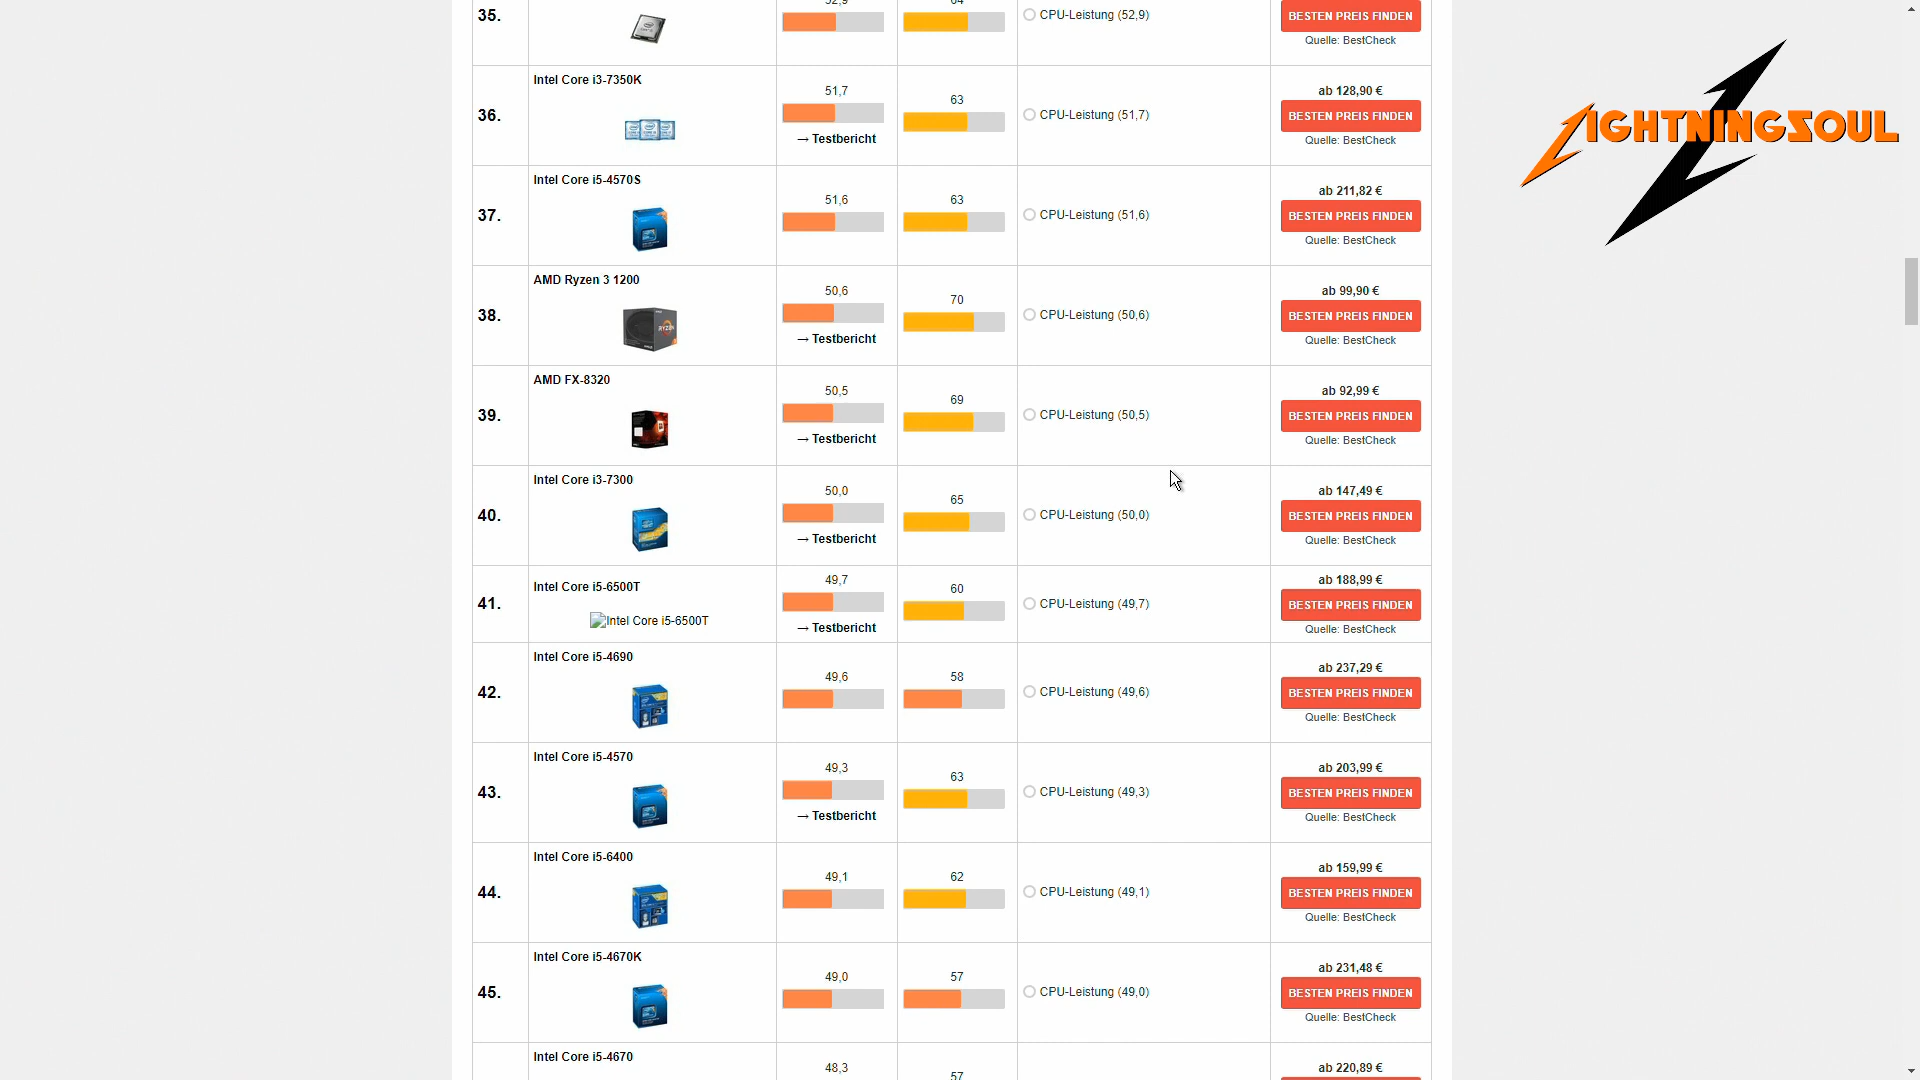 35.
52,9
64
CPU-Leistung (52,9)
BESTEN PREIS FINDEN
Quelle: BestCheck
LIGHTNINGSOUL
36.
Intel Core i3-7350K
51,7
→ Testbericht
63
CPU-Leistung (51,7)
ab 128,90 €
BESTEN PREIS FINDEN
Quelle: BestCheck
37.
Intel Core i5-4570S
51,6
63
CPU-Leistung (51,6)
ab 211,82 €
BESTEN PREIS FINDEN
Quelle: BestCheck
38.
AMD Ryzen 3 1200
RYZEN
50,6
→ Testbericht
70
CPU-Leistung (50,6)
ab 99,90 €
BESTEN PREIS FINDEN
Quelle: BestCheck
39.
AMD FX-8320
50,5
→ Testbericht
69
CPU-Leistung (50,5)
ab 92,99 €
BESTEN PREIS FINDEN
Quelle: BestCheck
40.
Intel Core i3-7300
50,0
→ Testbericht
65
CPU-Leistung (50,0)
ab 147,49 €
BESTEN PREIS FINDEN
Quelle: BestCheck
41.
Intel Core i5-6500T
Intel Core i5-6500T
49,7
→ Testbericht
60
CPU-Leistung (49,7)
ab 188,99 €
BESTEN PREIS FINDEN
Quelle: BestCheck
42.
Intel Core i5-4690
49,6
58
CPU-Leistung (49,6)
ab 237,29 €
BESTEN PREIS FINDEN
Quelle: BestCheck
43.
Intel Core i5-4570
49,3
→ Testbericht
63
CPU-Leistung (49,3)
ab 203,99 €
BESTEN PREIS FINDEN
Quelle: BestCheck
44.
Intel Core i5-6400
49,1
62
CPU-Leistung (49,1)
ab 159,99 €
BESTEN PREIS FINDEN
Quelle: BestCheck
45.
Intel Core i5-4670K
49,0
57
CPU-Leistung (49,0)
ab 231,48 €
BESTEN PREIS FINDEN
Quelle: BestCheck
Intel Core i5-4670
48,3
57
ab 220,89 €